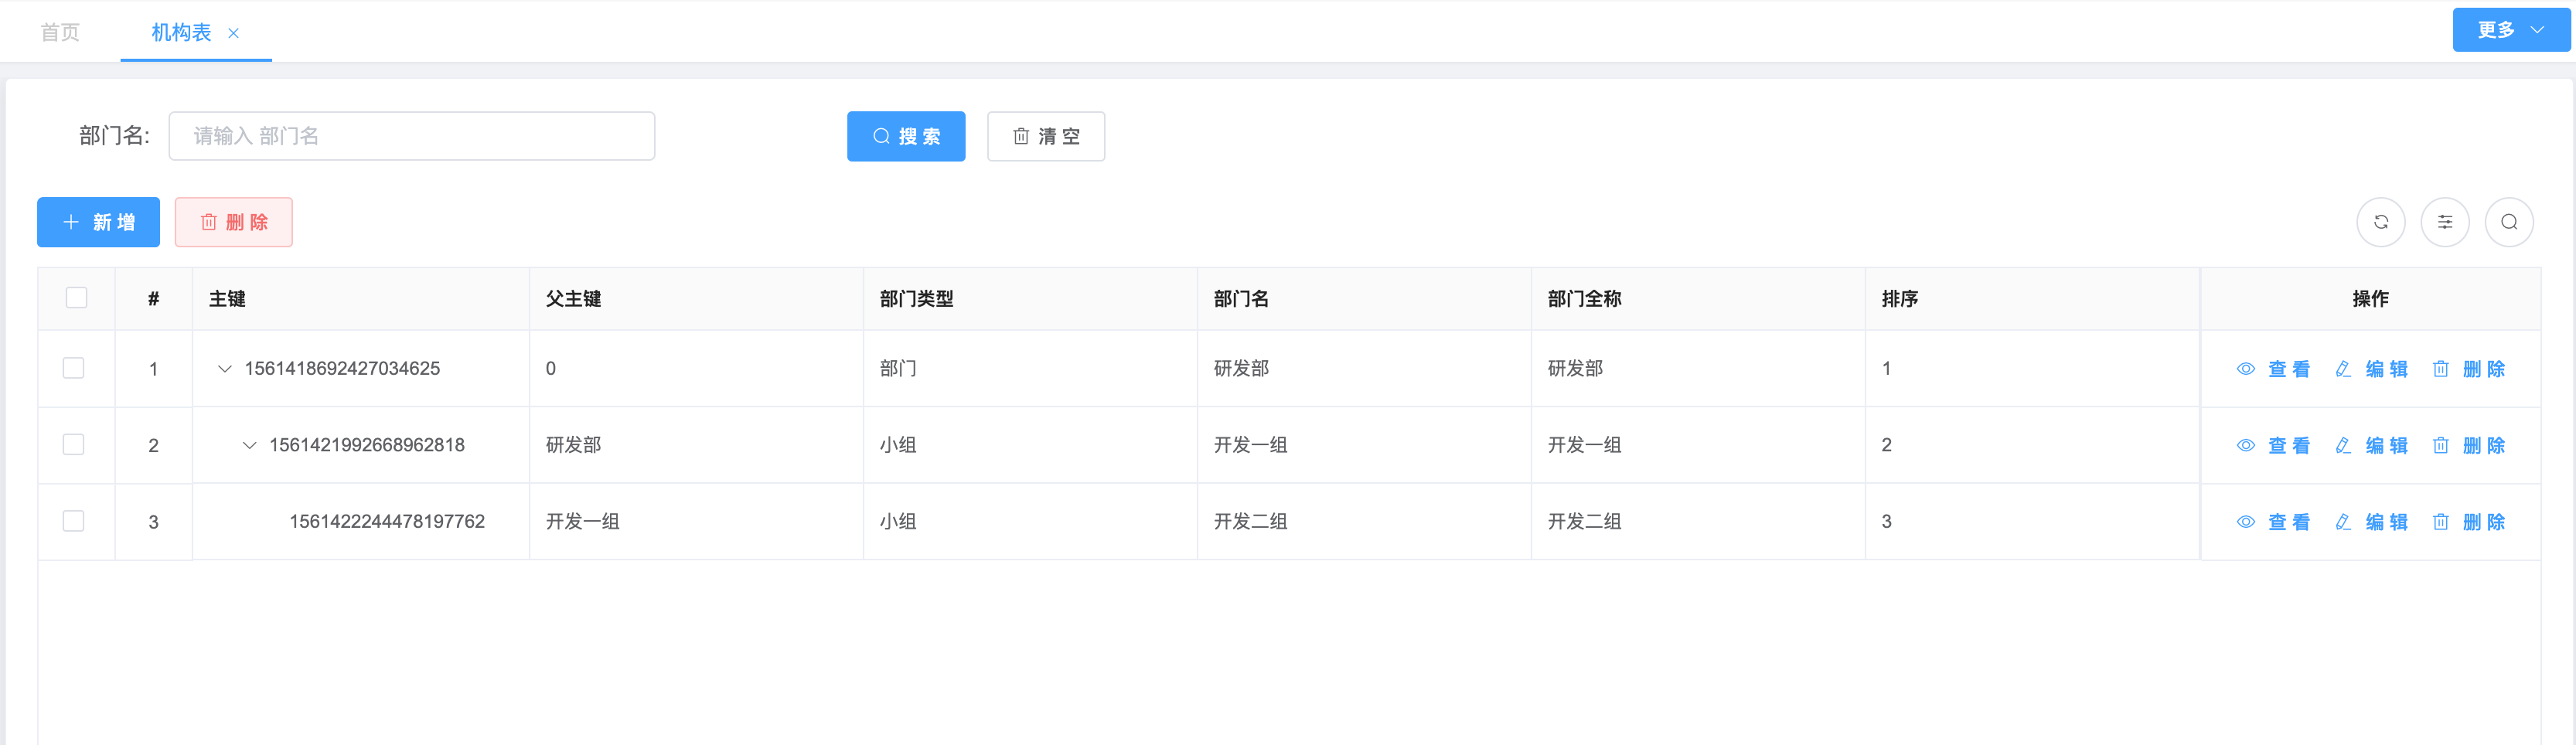 首页 机构表 更多
部门名: 请输入 部门名 搜 索 清 空
新 增 删 除
# 主键 父主键 部门类型 部门名 部门全称 排序 操作
1 1561418692427034625 0 部门 研发部 研发部 1 查 看 编 辑 删 除
2 1561421992668962818 研发部 小组 开发一组 开发一组 2 查 看 编 辑 删 除
3 1561422244478197762 开发一组 小组 开发二组 开发二组 3 查 看 编 辑 删 除